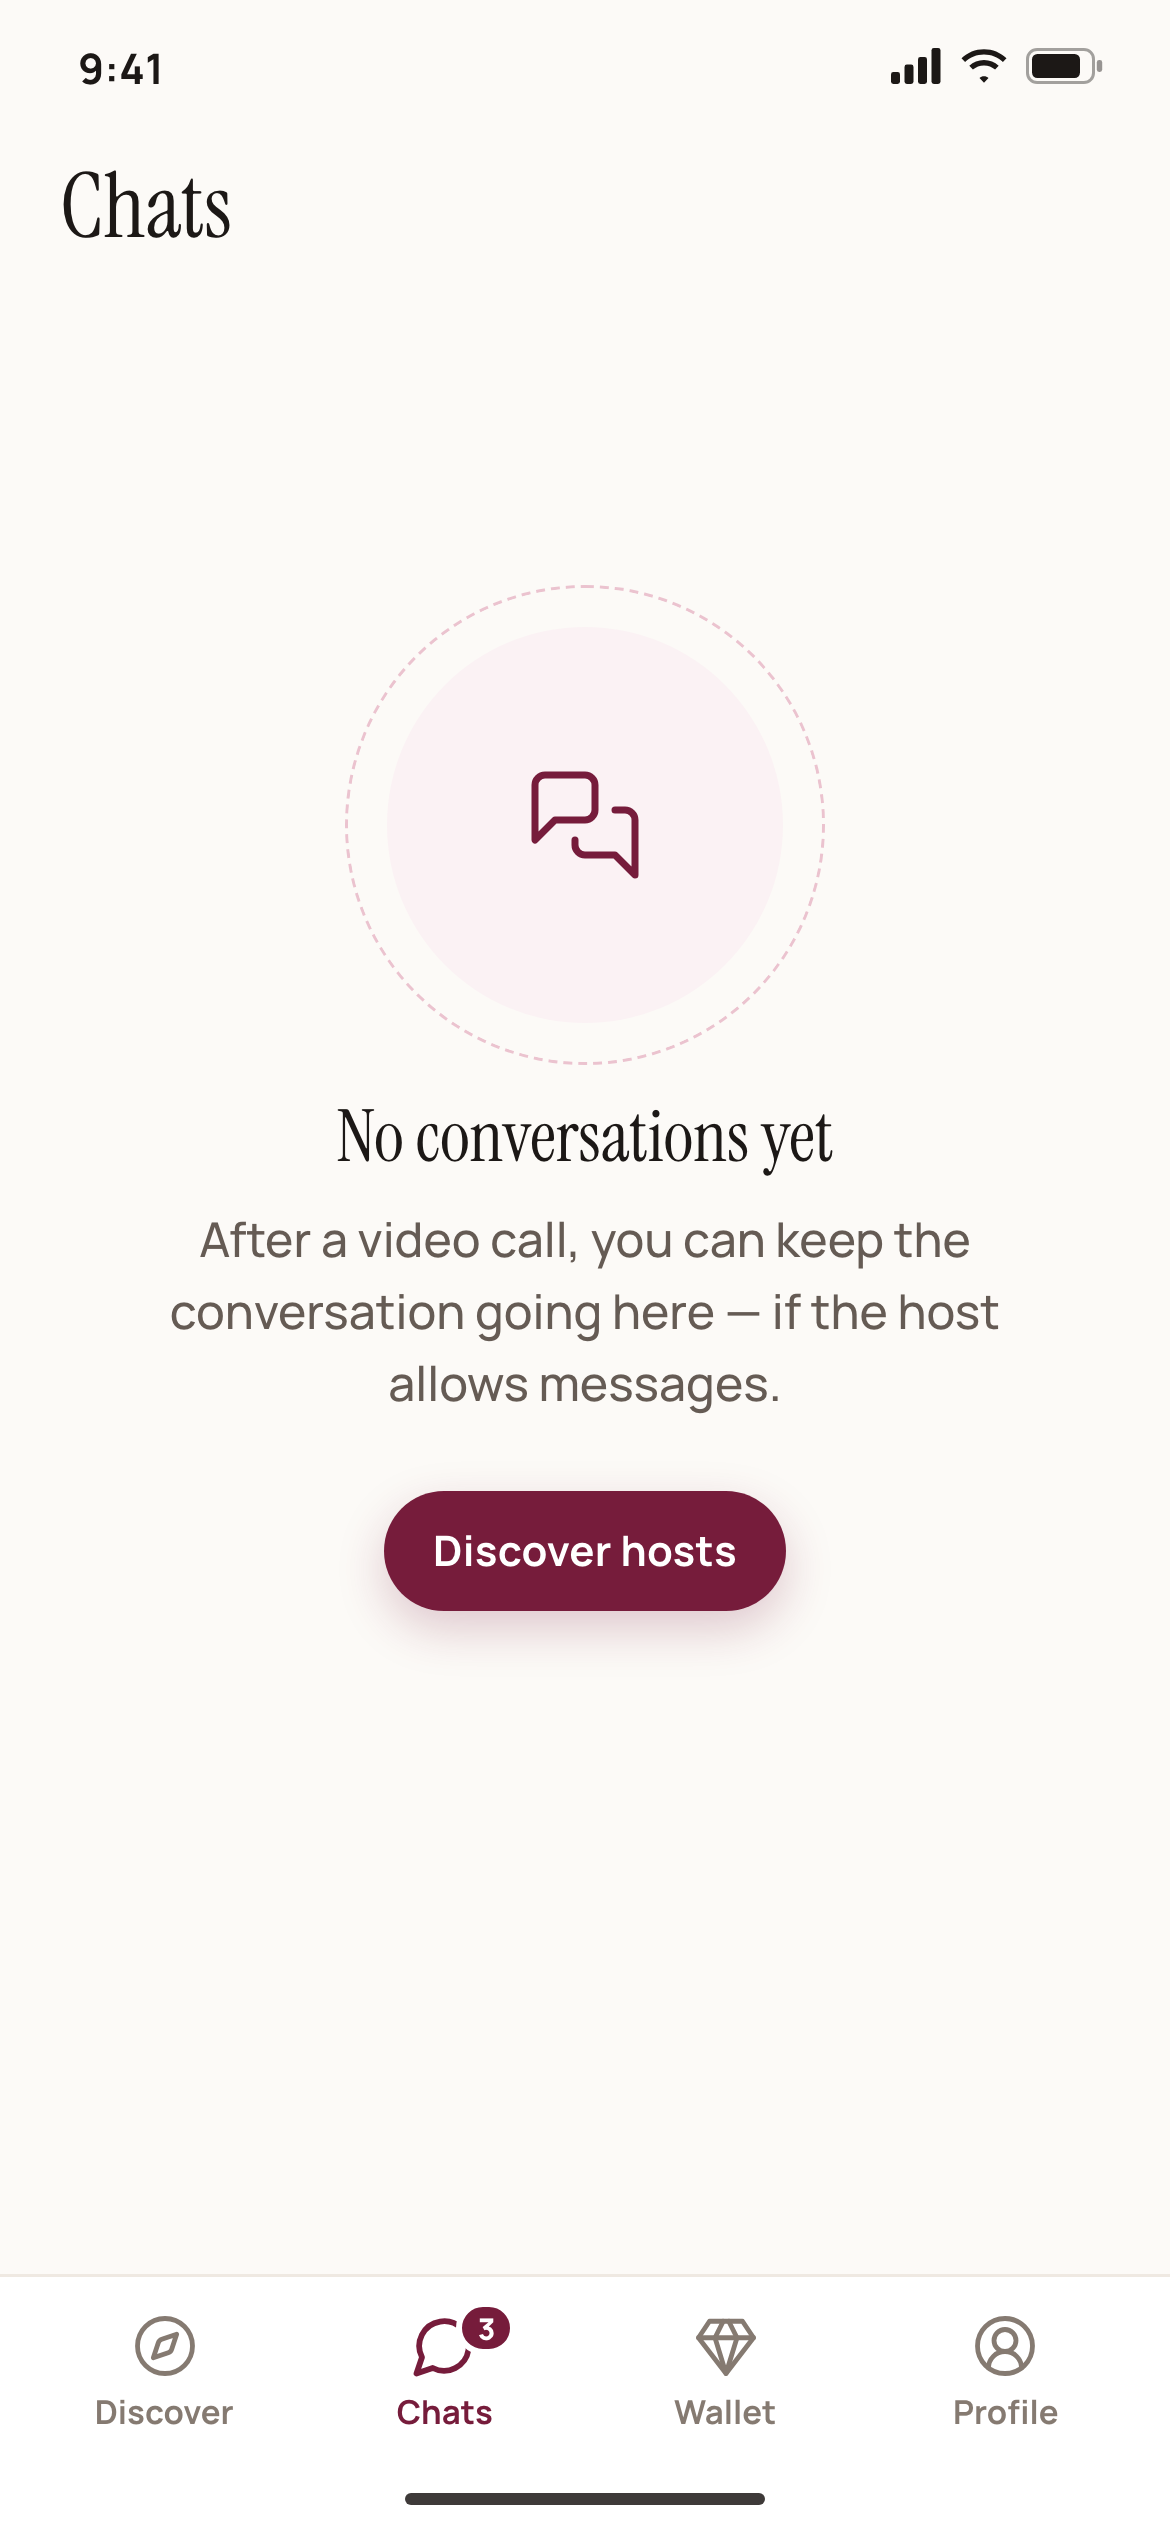 9:41
Chats
No conversations yet
After a video call, you can keep the
conversation going here — if the host
allows messages.
Discover hosts
3
Discover
Chats
Wallet
Profile